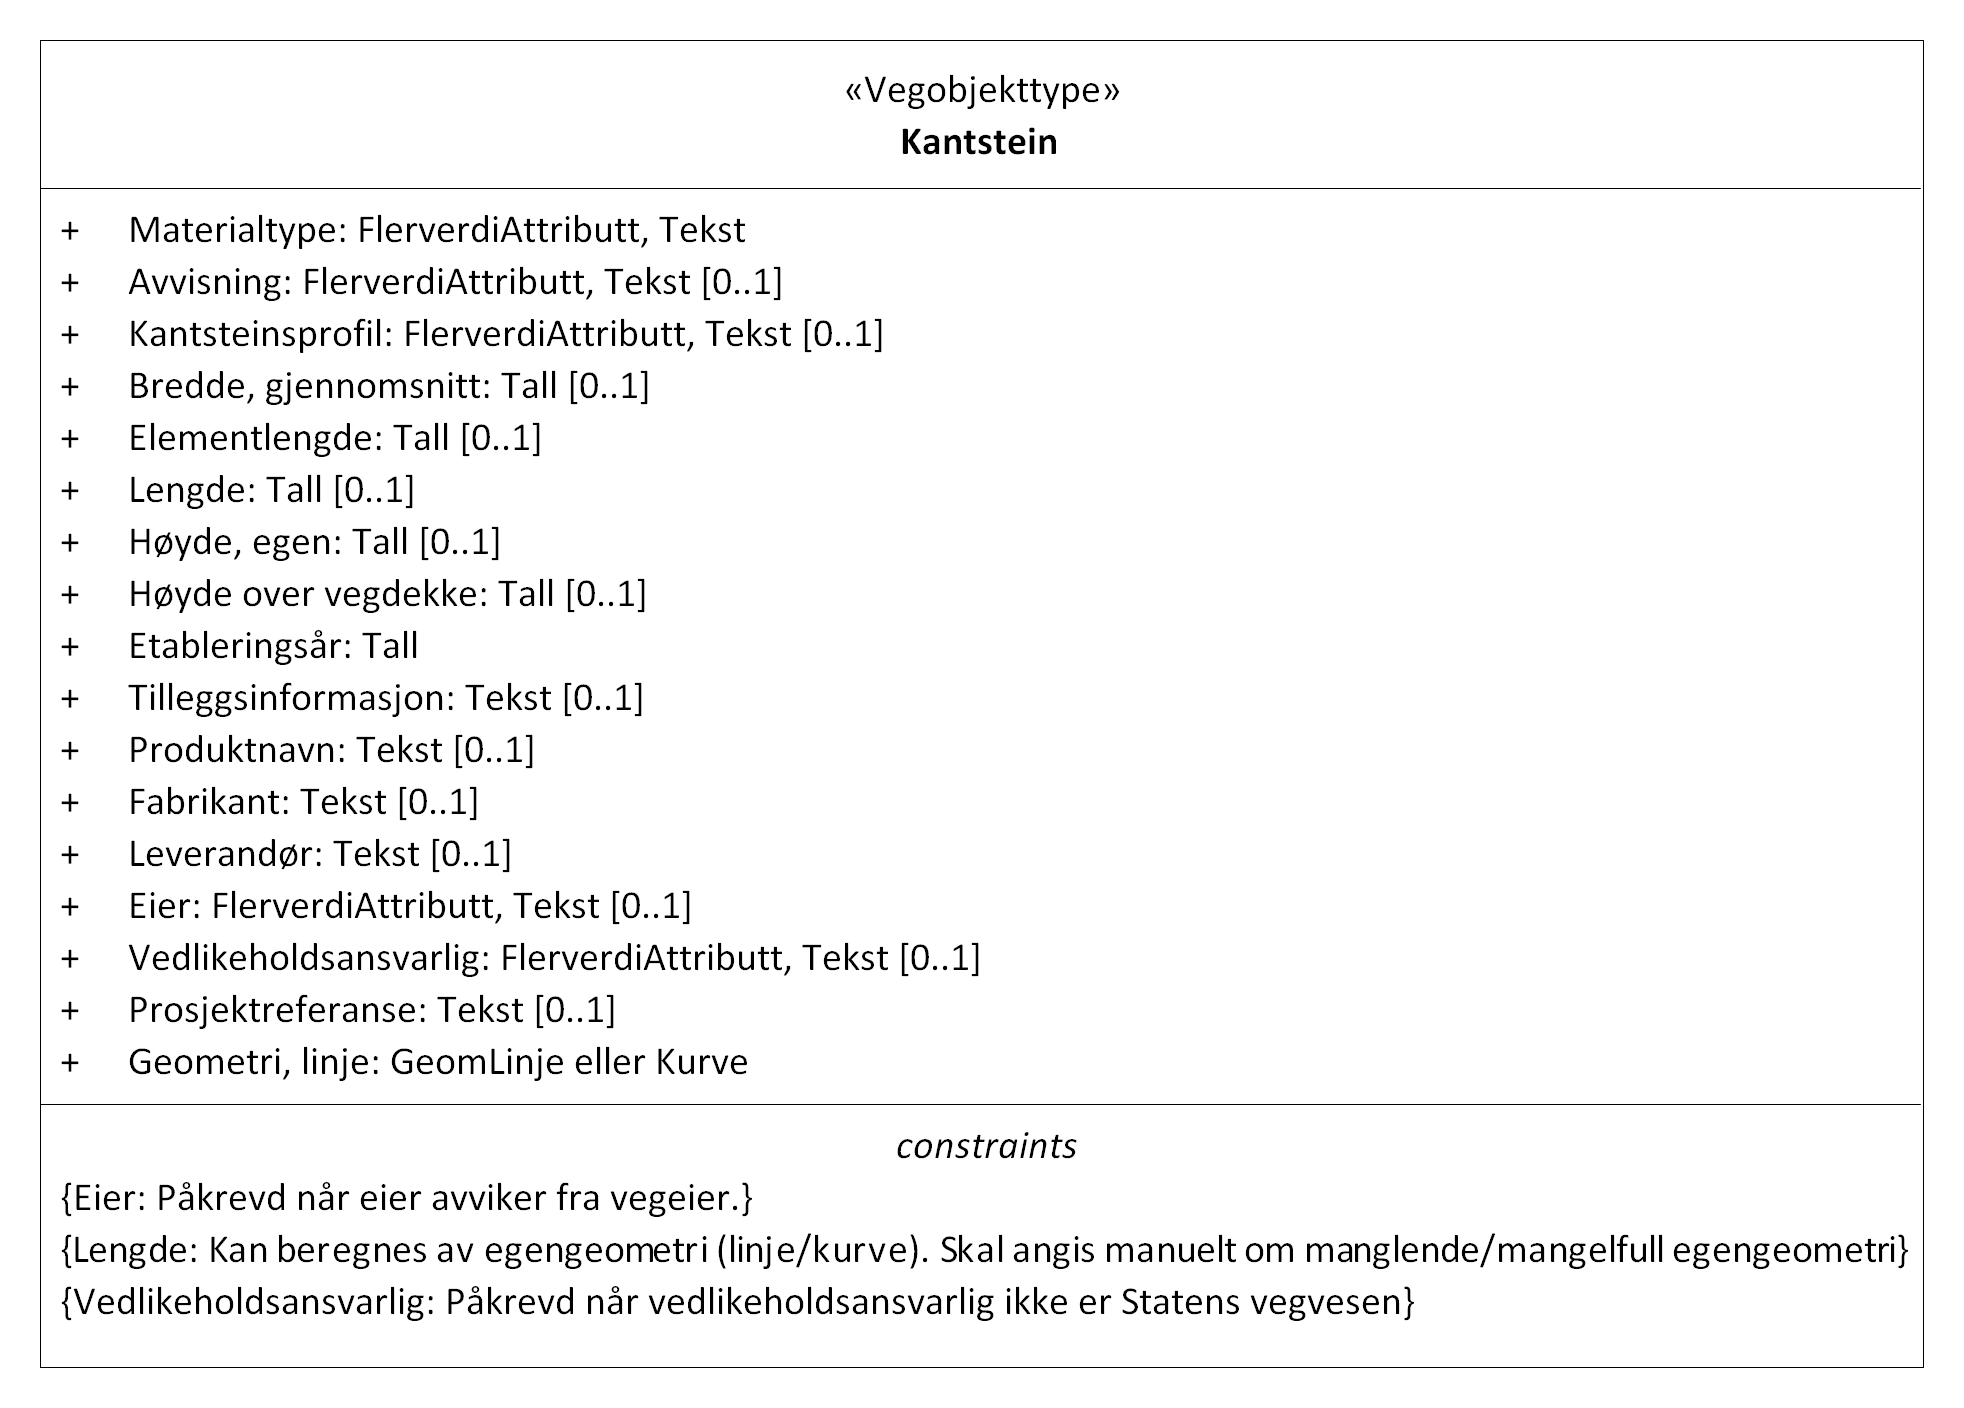 «Vegobjekttype»
Kantstein
+ Materialtype: FlerverdiAttributt, Tekst
+ Avvisning: FlerverdiAttributt, Tekst [0..1]
+ Kantsteinsprofil: FlerverdiAttributt, Tekst [0..1]
+ Bredde, gjennomsnitt: Tall [0..1]
+ Elementlengde: Tall [0..1]
+ Lengde: Tall [0..1]
+ Høyde, egen: Tall [0..1]
+ Høyde over vegdekke: Tall [0..1]
+ Etableringsår: Tall
+ Tilleggsinformasjon: Tekst [0..1]
+ Produktnavn: Tekst [0..1]
+ Fabrikant: Tekst [0..1]
+ Leverandør: Tekst [0..1]
+ Eier: FlerverdiAttributt, Tekst [0..1]
+ Vedlikeholdsansvarlig: FlerverdiAttributt, Tekst [0..1]
+ Prosjektreferanse: Tekst [0..1]
+ Geometri, linje: GeomLinje eller Kurve
constraints
{Eier: Påkrevd når eier avviker fra vegeier.}
{Lengde: Kan beregnes av egengeometri (linje/kurve). Skal angis manuelt om manglende/mangelfull egengeometri}
{Vedlikeholdsansvarlig: Påkrevd når vedlikeholdsansvarlig ikke er Statens vegvesen}